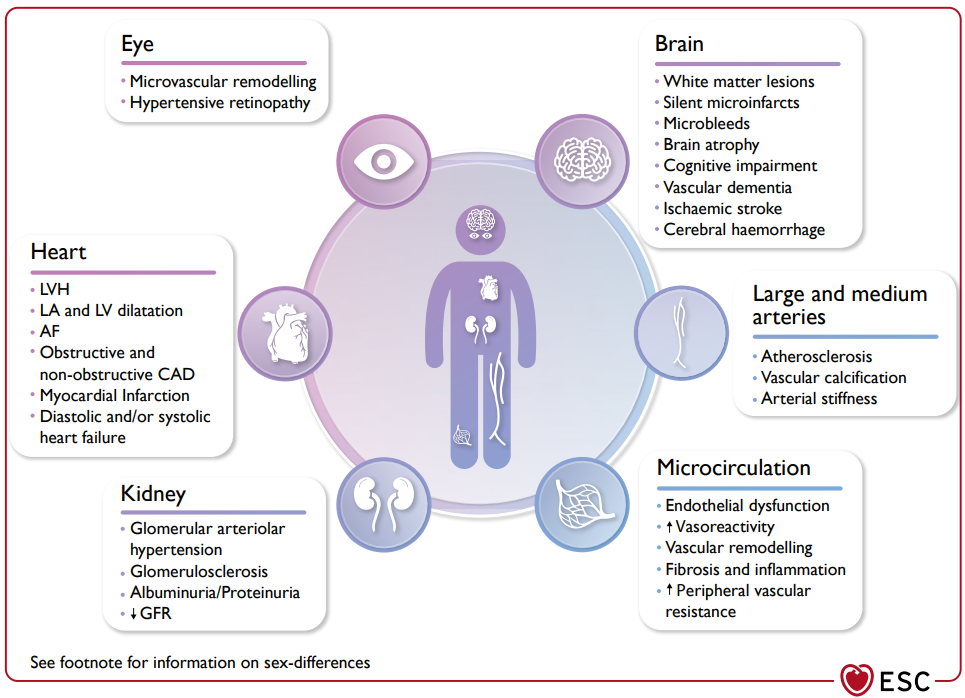 Eye
• Microvascular remodelling
• Hypertensive retinopathy
Brain
• White matter lesions
• Silent microinfarcts
• Microbleeds
• Brain atrophy
• Cognitive impairment
• Vascular dementia
• Ischaemic stroke
• Cerebral haemorrhage
Heart
• LVH
• LA and LV dilatation
• AF
• Obstructive and
non-obstructive CAD
• Myocardial Infarction
• Diastolic and/or systolic
heart failure
Large and medium
arteries
• Atherosclerosis
• Vascular calcification
• Arterial stiffness
Kidney
• Glomerular arteriolar
hypertension
• Glomerulosclerosis
• Albuminuria/Proteinuria
• ↓ GFR
Microcirculation
• Endothelial dysfunction
• ↑ Vasoreactivity
• Vascular remodelling
• Fibrosis and inflammation
• ↑ Peripheral vascular
resistance
See footnote for information on sex-differences
ESC